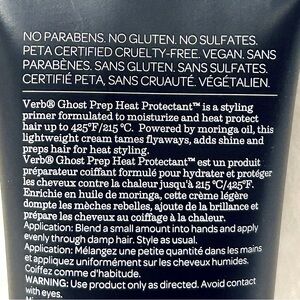 NO PARABENS. NO GLUTEN. NO SULFATES.
PETA CERTIFIED CRUELTY-FREE. VEGAN. SANS
PARABÈNES. SANS GLUTEN. SANS SULFATES.
CERTIFIÉ PETA, SANS CRUAUTÉ. VÉGÉTALIEN.
Verb® Ghost Prep Heat Protectant™ is a styling
primer formulated to moisturize and heat protect
hair up to 425°F/215 °C. Powered by moringa oil, this
lightweight cream tames flyaways, adds shine and
preps hair for heat styling.
Verb® Ghost Prep Heat Protectant™ est un produit
préparateur coiffant formulé pour hydrater et protéger
les cheveux contre la chaleur jusqu'à 215 °C/425°F.
Enrichie en huile de moringa, cette crème légère
dompte les cheveux rebelles, ajoute de la brillance et
prépare les cheveux au coiffage à la chaleur.
Application: Blend a small amount into hands and apply
evenly through damp hair. Style as usual.
Application: Mélangez une petite quantité dans les mains
et appliquez uniformément sur les cheveux humides.
Coiffez comme d'habitude.
WARNING: Use product only as directed. Avoid contact
with eyes.